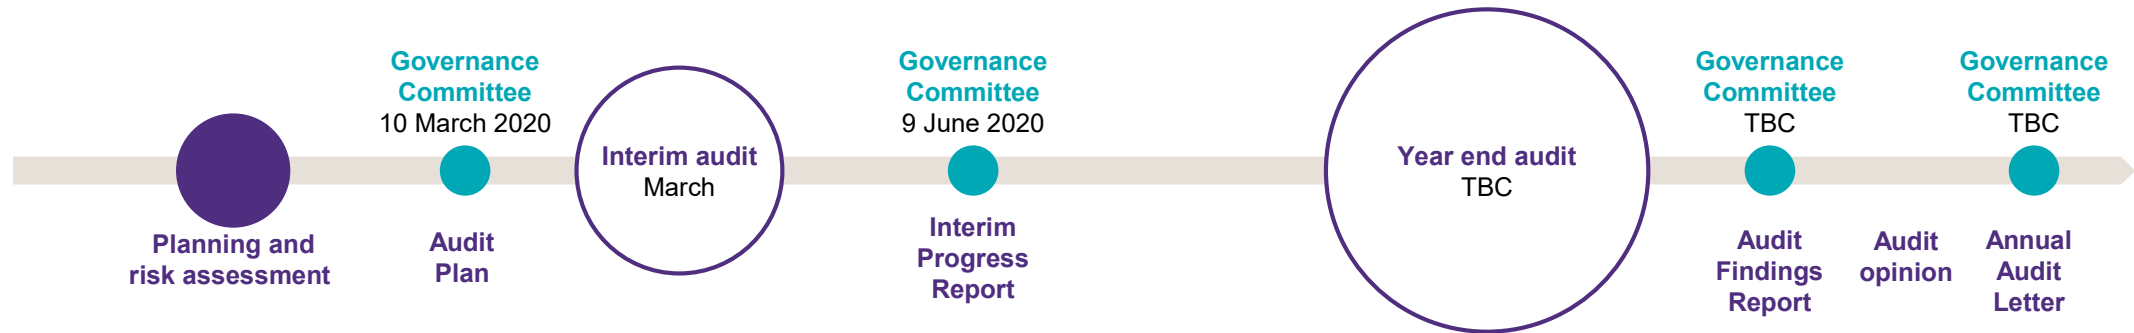 Planning and
risk assessment
Governance
Committee
10 March 2020
Audit
Plan
Interim audit
March
Governance
Committee
9 June 2020
Interim
Progress
Report
Year end audit
TBC
Governance
Committee
TBC
Audit
Findings
Report
Audit
opinion
Governance
Committee
TBC
Annual
Audit
Letter